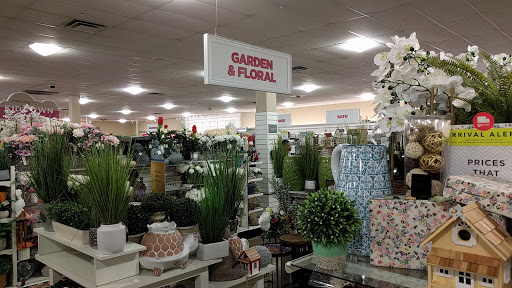 GARDEN
& FLORAL
BATH
RRIVAL ALE
PRICES
THAT